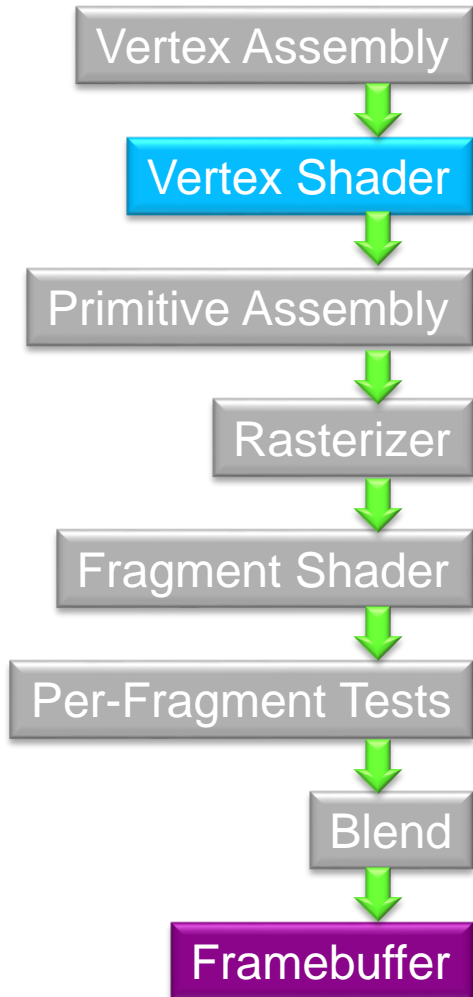 Vertex Assembly
Vertex Shader
Primitive Assembly
Rasterizer
Fragment Shader
Per-Fragment Tests
Blend
Framebuffer